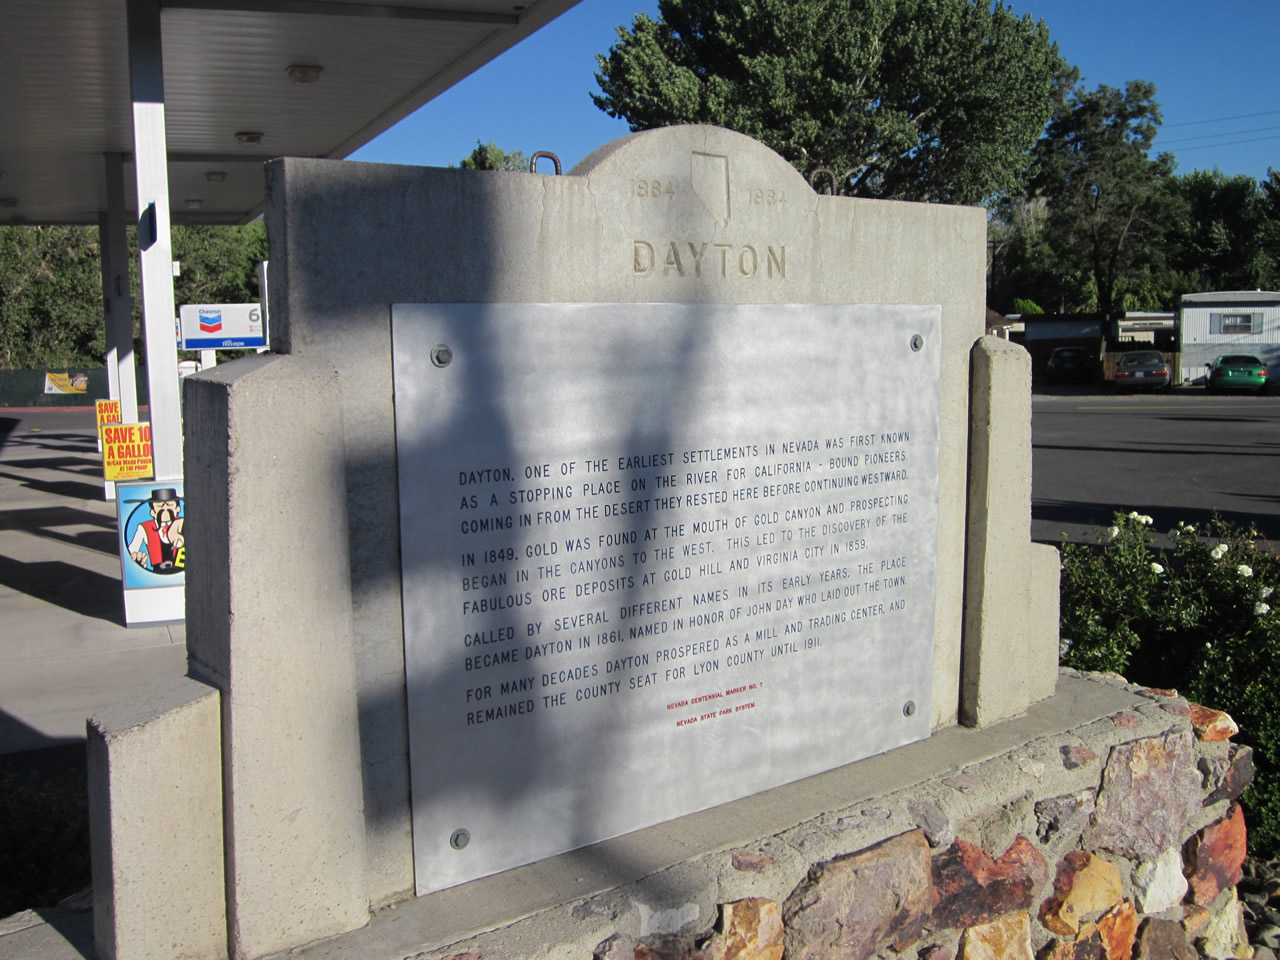 1864 1964
DAYTON
DAYTON, ONE OF THE EARLIEST SETTLEMENTS IN NEVADA WAS FIRST KNOWN
AS A STOPPING PLACE ON THE RIVER FOR CALIFORNIA - BOUND PIONEERS.
COMING IN FROM THE DESERT THEY RESTED HERE BEFORE CONTINUING WESTWARD.
IN 1849, GOLD WAS FOUND AT THE MOUTH OF GOLD CANYON AND PROSPECTING
BEGAN IN THE CANYONS TO THE WEST. THIS LED TO THE DISCOVERY OF THE
FABULOUS ORE DEPOSITS AT GOLD HILL AND VIRGINIA CITY IN 1859.
CALLED BY SEVERAL DIFFERENT NAMES IN ITS EARLY YEARS, THE PLACE
BECAME DAYTON IN 1861, NAMED IN HONOR OF JOHN DAY WHO LAID OUT THE TOWN.
FOR MANY DECADES DAYTON PROSPERED AS A MILL AND TRADING CENTER, AND
REMAINED THE COUNTY SEAT FOR LYON COUNTY UNTIL 1911.
NEVADA CENTENNIAL MARKER NO. 7
NEVADA STATE PARK SYSTEM
Chevron
6
SAVE
A GAL
SAVE 10
A GALLO
AT THE PUMP